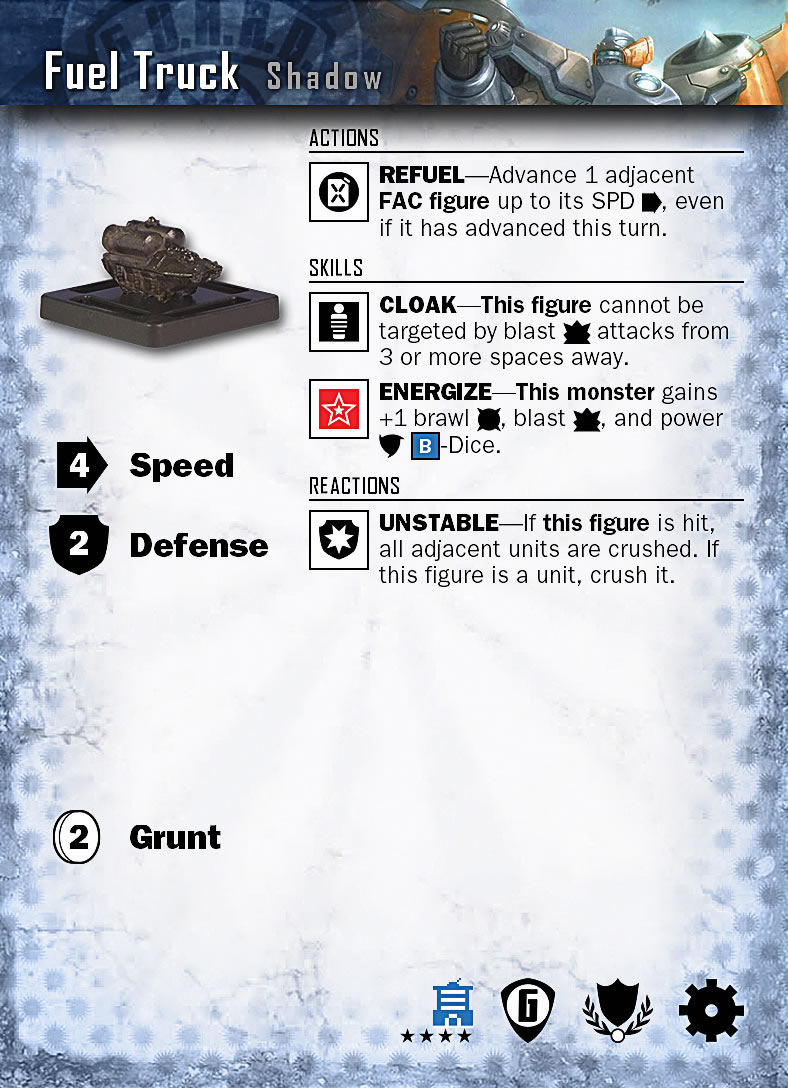 Fuel Truck Shadow
ACTIONS
REFUEL—Advance 1 adjacent
FAC figure up to its SPD , even
if it has advanced this turn.
SKILLS
CLOAK—This figure cannot be
targeted by blast attacks from
3 or more spaces away.
ENERGIZE—This monster gains
+1 brawl , blast , and power
B -Dice.
REACTIONS
UNSTABLE—If this figure is hit,
all adjacent units are crushed. If
this figure is a unit, crush it.
4 Speed
2 Defense
2 Grunt
G